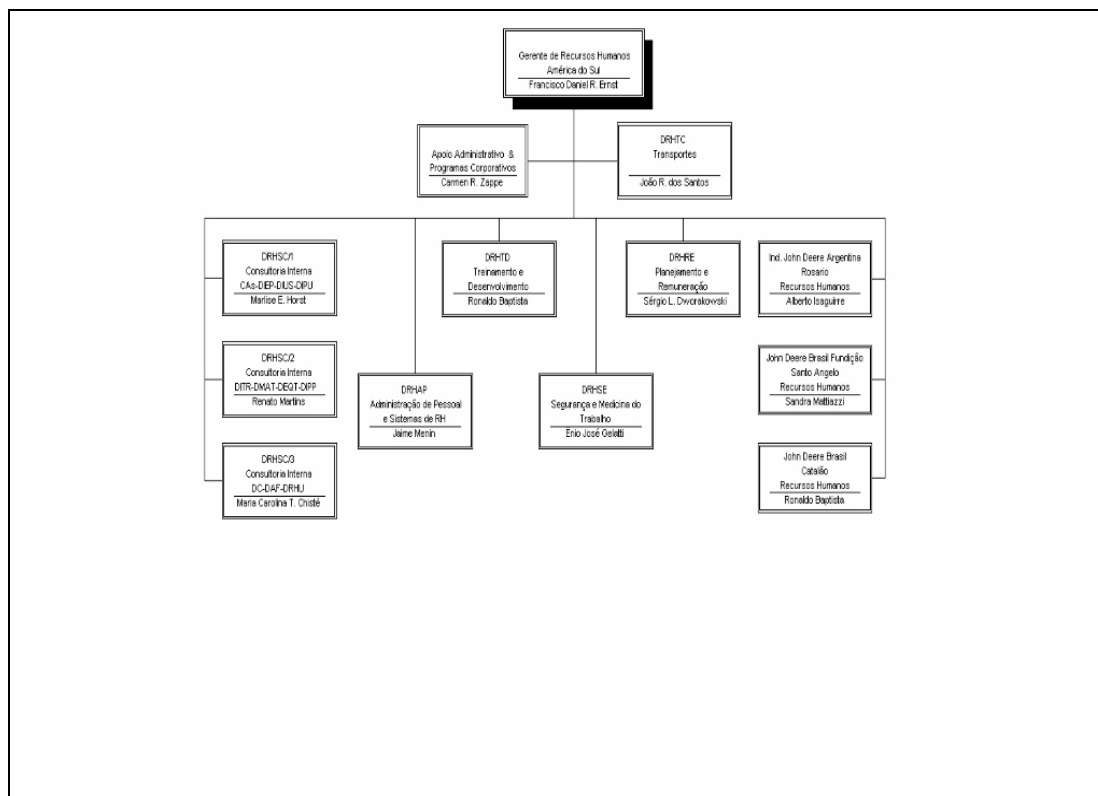 Gerente de Recursos Humanos
América do Sul
Francisco Daniel R. Ernst
Apoio Administrativo &
Programas Corporativos
Carmen R. Zappe
DRHTC
Transportes
João R. dos Santos
DRHSC/1
Consultoria Interna
CAs-DIEP-DIUS-DIPU
Marlise E. Horst
DRHTD
Treinamento e
Desenvolvimento
Ronaldo Baptista
DRHRE
Planejamento e
Remuneração
Sérgio L. Dworakowski
Ind. John Deere Argentina
Rosario
Recursos Humanos
Alberto Isaguirre
DRHSC/2
Consultoria Interna
DITR-DMAT-DEQT-DIPP
Renato Martins
DRHAP
Administração de Pessoal
e Sistemas de RH
Jaime Menin
DRHSE
Segurança e Medicina do
Trabalho
Enio José Gelatti
John Deere Brasil Fundição
Santo Angelo
Recursos Humanos
Sandra Mattiazzi
DRHSC/3
Consultoria Interna
DC-DAF-DRHU
Maria Carolina T. Chisté
John Deere Brasil
Catalão
Recursos Humanos
Ronaldo Baptista